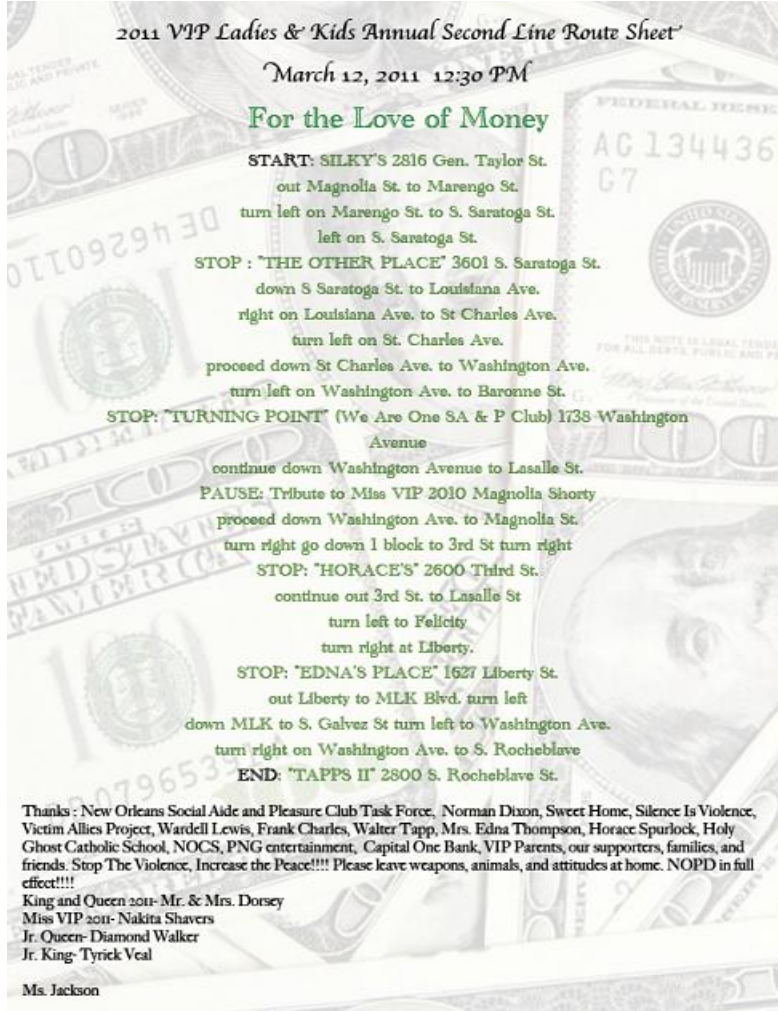 2011 VIP Ladies & Kids Annual Second Line Route Sheet
March 12, 2011 12:30 PM
For the Love of Money
START: SILKY'S 2816 Gen. Taylor St.
out Magnolia St. to Marengo St.
turn left on Marengo St. to S. Saratoga St.
left on S. Saratoga St.
STOP : "THE OTHER PLACE" 3601 S. Saratoga St.
down S Saratoga St. to Louisiana Ave.
right on Louisiana Ave. to St Charles Ave.
turn left on St. Charles Ave.
proceed down St Charles Ave. to Washington Ave.
turn left on Washington Ave. to Baronne St.
STOP: "TURNING POINT" (We Are One SA & P Club) 1738 Washington
Avenue
continue down Washington Avenue to Lasalle St.
PAUSE: Tribute to Miss VIP 2010 Magnolia Shorty
proceed down Washington Ave. to Magnolia St.
turn right go down 1 block to 3rd St turn right
STOP: "HORACE'S" 2600 Third St.
continue out 3rd St. to Lasalle St
turn left to Felicity
turn right at Liberty.
STOP: "EDNA'S PLACE" 1627 Liberty St.
out Liberty to MLK Blvd. turn left
down MLK to S. Galvez St turn left to Washington Ave.
turn right on Washington Ave. to S. Rocheblave
END: "TAPPS II" 2800 S. Rocheblave St.
Thanks : New Orleans Social Aide and Pleasure Club Task Force, Norman Dixon, Sweet Home, Silence Is Violence,
Victim Allies Project, Wardell Lewis, Frank Charles, Walter Tapp, Mrs. Edna Thompson, Horace Spurlock, Holy
Ghost Catholic School, NOCS, PNG entertainment, Capital One Bank, VIP Parents, our supporters, families, and
friends. Stop The Violence, Increase the Peace!!!! Please leave weapons, animals, and attitudes at home. NOPD in full
effect!!!!
King and Queen 2011- Mr. & Mrs. Dorsey
Miss VIP 2011- Nakita Shavers
Jr. Queen- Diamond Walker
Jr. King- Tyriek Veal
Ms. Jackson
FEDERAL RESE
AG 134436
G7